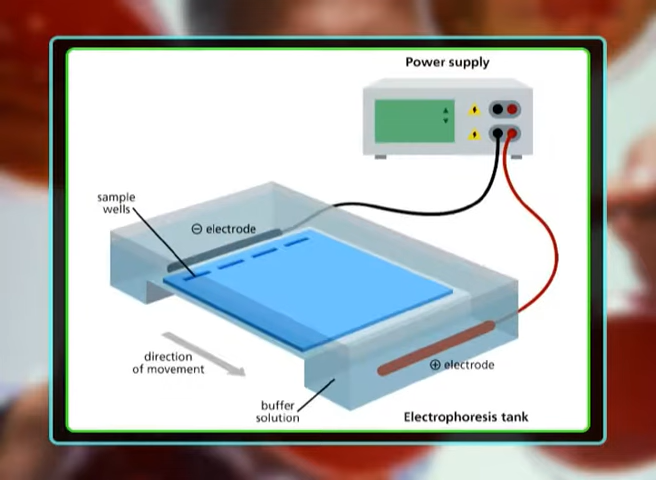 Power supply
sample
wells
⊖ electrode
direction
of movement
⊕ electrode
buffer
solution
Electrophoresis tank